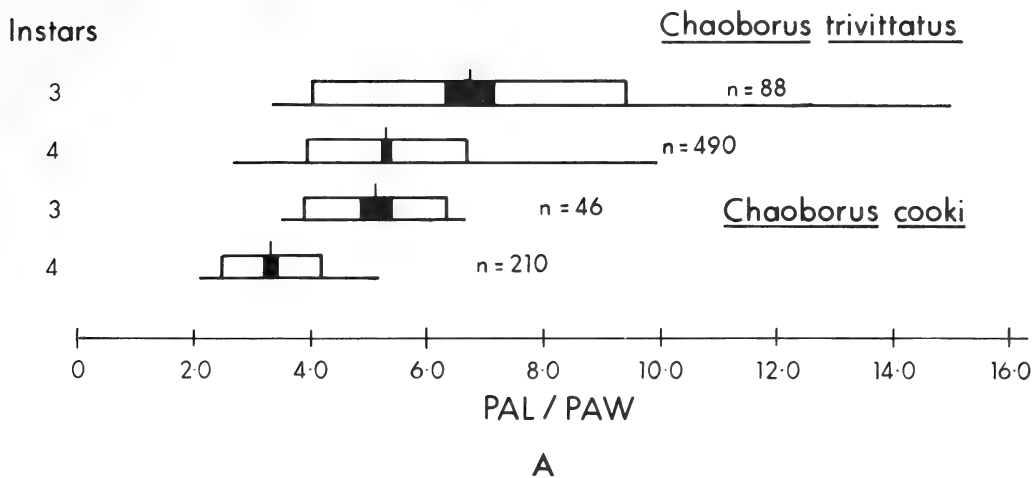 Instars
Chaoborus trivittatus
3
n = 88
4
n = 490
3
n = 46
Chaoborus cooki
4
n = 210
0 2·0 4·0 6·0 8·0 10·0 12·0 14·0 16·0
PAL / PAW
A